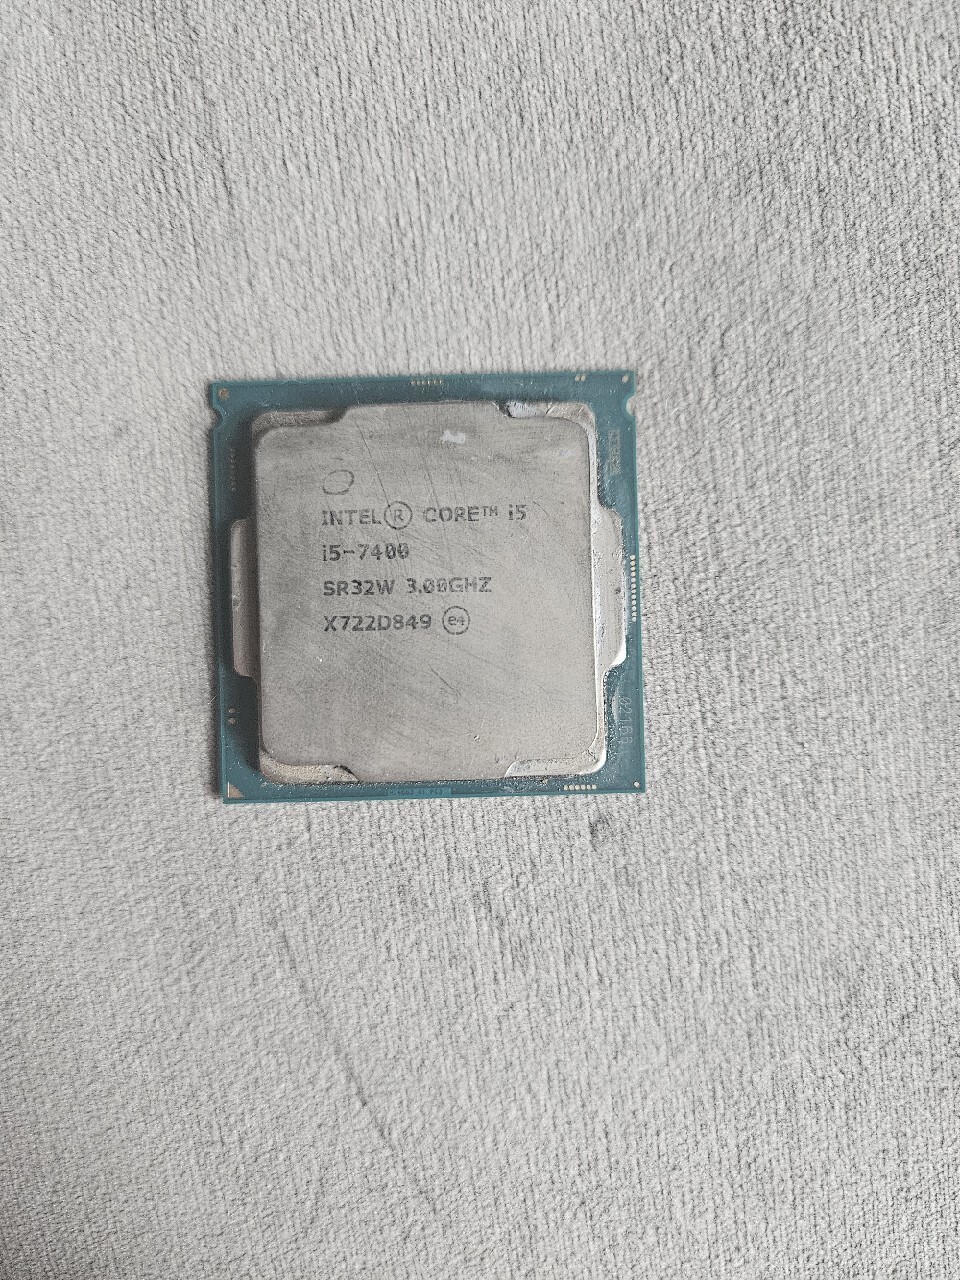 INTEL® CORE™ i5
i5-7400
SR32W 3.00GHZ
X722D849 e4